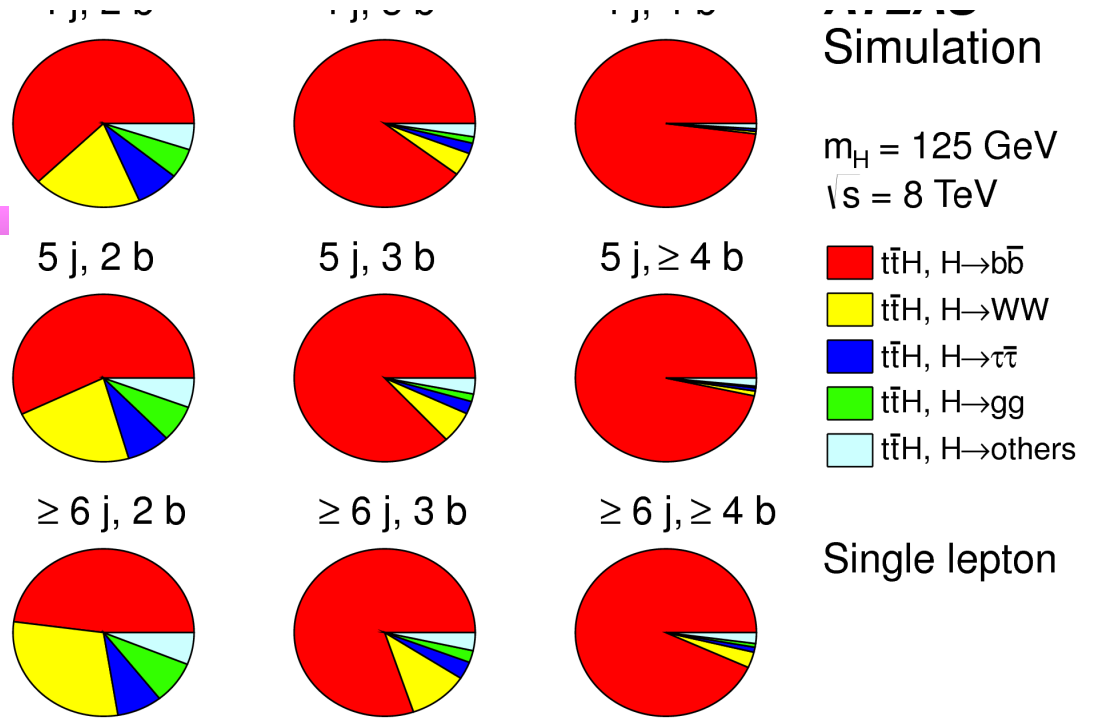 Simulation
m_H = 125 GeV
√s = 8 TeV
5 j, 2 b
5 j, 3 b
5 j, ≥ 4 b
tt̄H, H→bb̄
tt̄H, H→WW
tt̄H, H→ττ̄
tt̄H, H→gg
tt̄H, H→others
≥ 6 j, 2 b
≥ 6 j, 3 b
≥ 6 j, ≥ 4 b
Single lepton